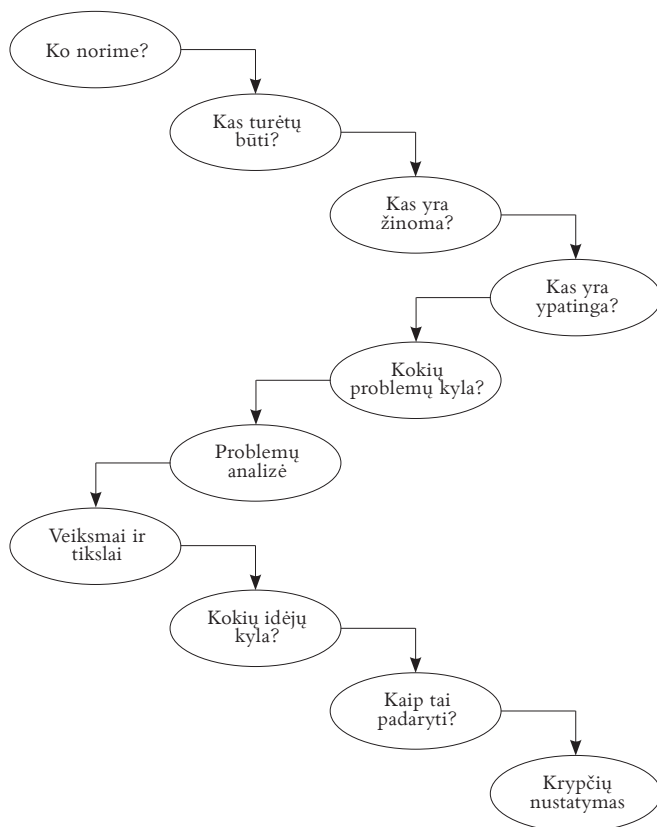 Ko norime?
Kas turėtų
būti?
Kas yra
žinoma?
Kas yra
ypatinga?
Kokių
problemų kyla?
Problemų
analizė
Veiksmai ir
tikslai
Kokių idėjų
kyla?
Kaip tai
padaryti?
Krypčių
nustatymas